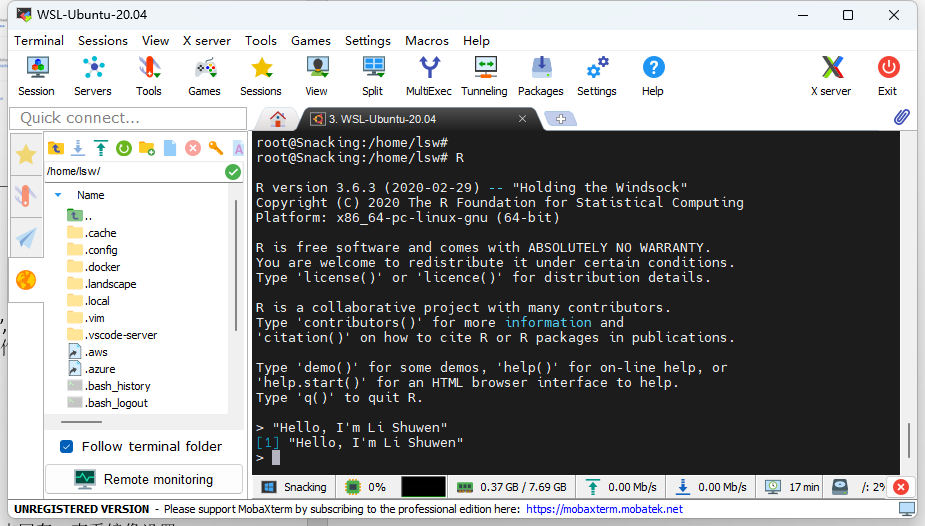 WSL-Ubuntu-20.04
Terminal Sessions View X server Tools Games Settings Macros Help
Session Servers Tools Games Sessions View Split MultiExec Tunneling Packages Settings Help X server Exit
Quick connect...
3. WSL-Ubuntu-20.04
/home/lsw/
Name
..
.cache
.config
.docker
.landscape
.local
.vim
.vscode-server
.aws
.azure
.bash_history
.bash_logout
Follow terminal folder
Remote monitoring
root@Snacking:/home/lsw#
root@Snacking:/home/lsw# R
R version 3.6.3 (2020-02-29) -- "Holding the Windsock"
Copyright (C) 2020 The R Foundation for Statistical Computing
Platform: x86_64-pc-linux-gnu (64-bit)
R is free software and comes with ABSOLUTELY NO WARRANTY.
You are welcome to redistribute it under certain conditions.
Type 'license()' or 'licence()' for distribution details.
R is a collaborative project with many contributors.
Type 'contributors()' for more information and
'citation()' on how to cite R or R packages in publications.
Type 'demo()' for some demos, 'help()' for on-line help, or
'help.start()' for an HTML browser interface to help.
Type 'q()' to quit R.
> "Hello, I'm Li Shuwen"
[1] "Hello, I'm Li Shuwen"
>
Snacking 0% 0.37 GB / 7.69 GB 0.00 Mb/s 0.00 Mb/s 17 min /: 2%
UNREGISTERED VERSION - Please support MobaXterm by subscribing to the professional edition here: https://mobaxterm.mobatek.net